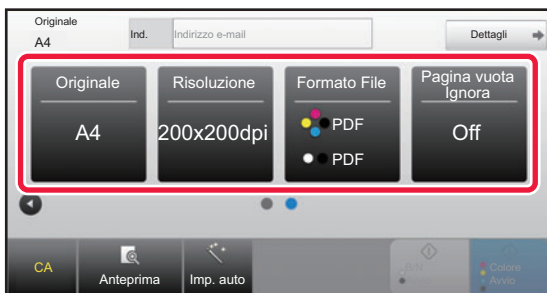 Originale
A4
Ind.
Indirizzo e-mail
Dettagli
Originale
A4
Risoluzione
200x200dpi
Formato File
PDF
PDF
Pagina vuota
Ignora
Off
CA
Anteprima
Imp. auto
B/N
Colore
Avvio